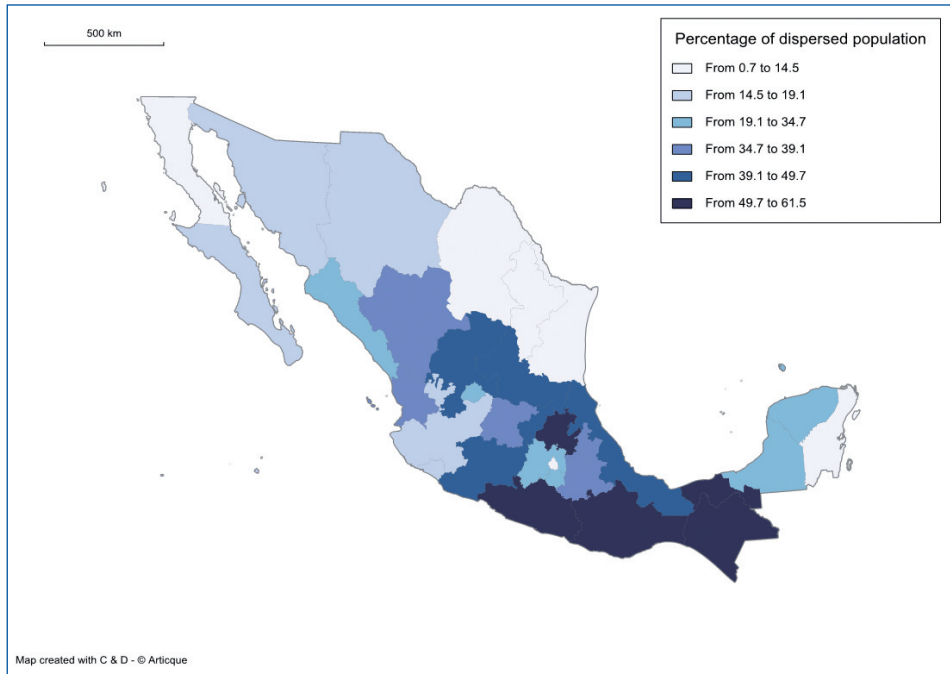 500 km
Percentage of dispersed population
From 0.7 to 14.5
From 14.5 to 19.1
From 19.1 to 34.7
From 34.7 to 39.1
From 39.1 to 49.7
From 49.7 to 61.5
Map created with C & D - © Articque